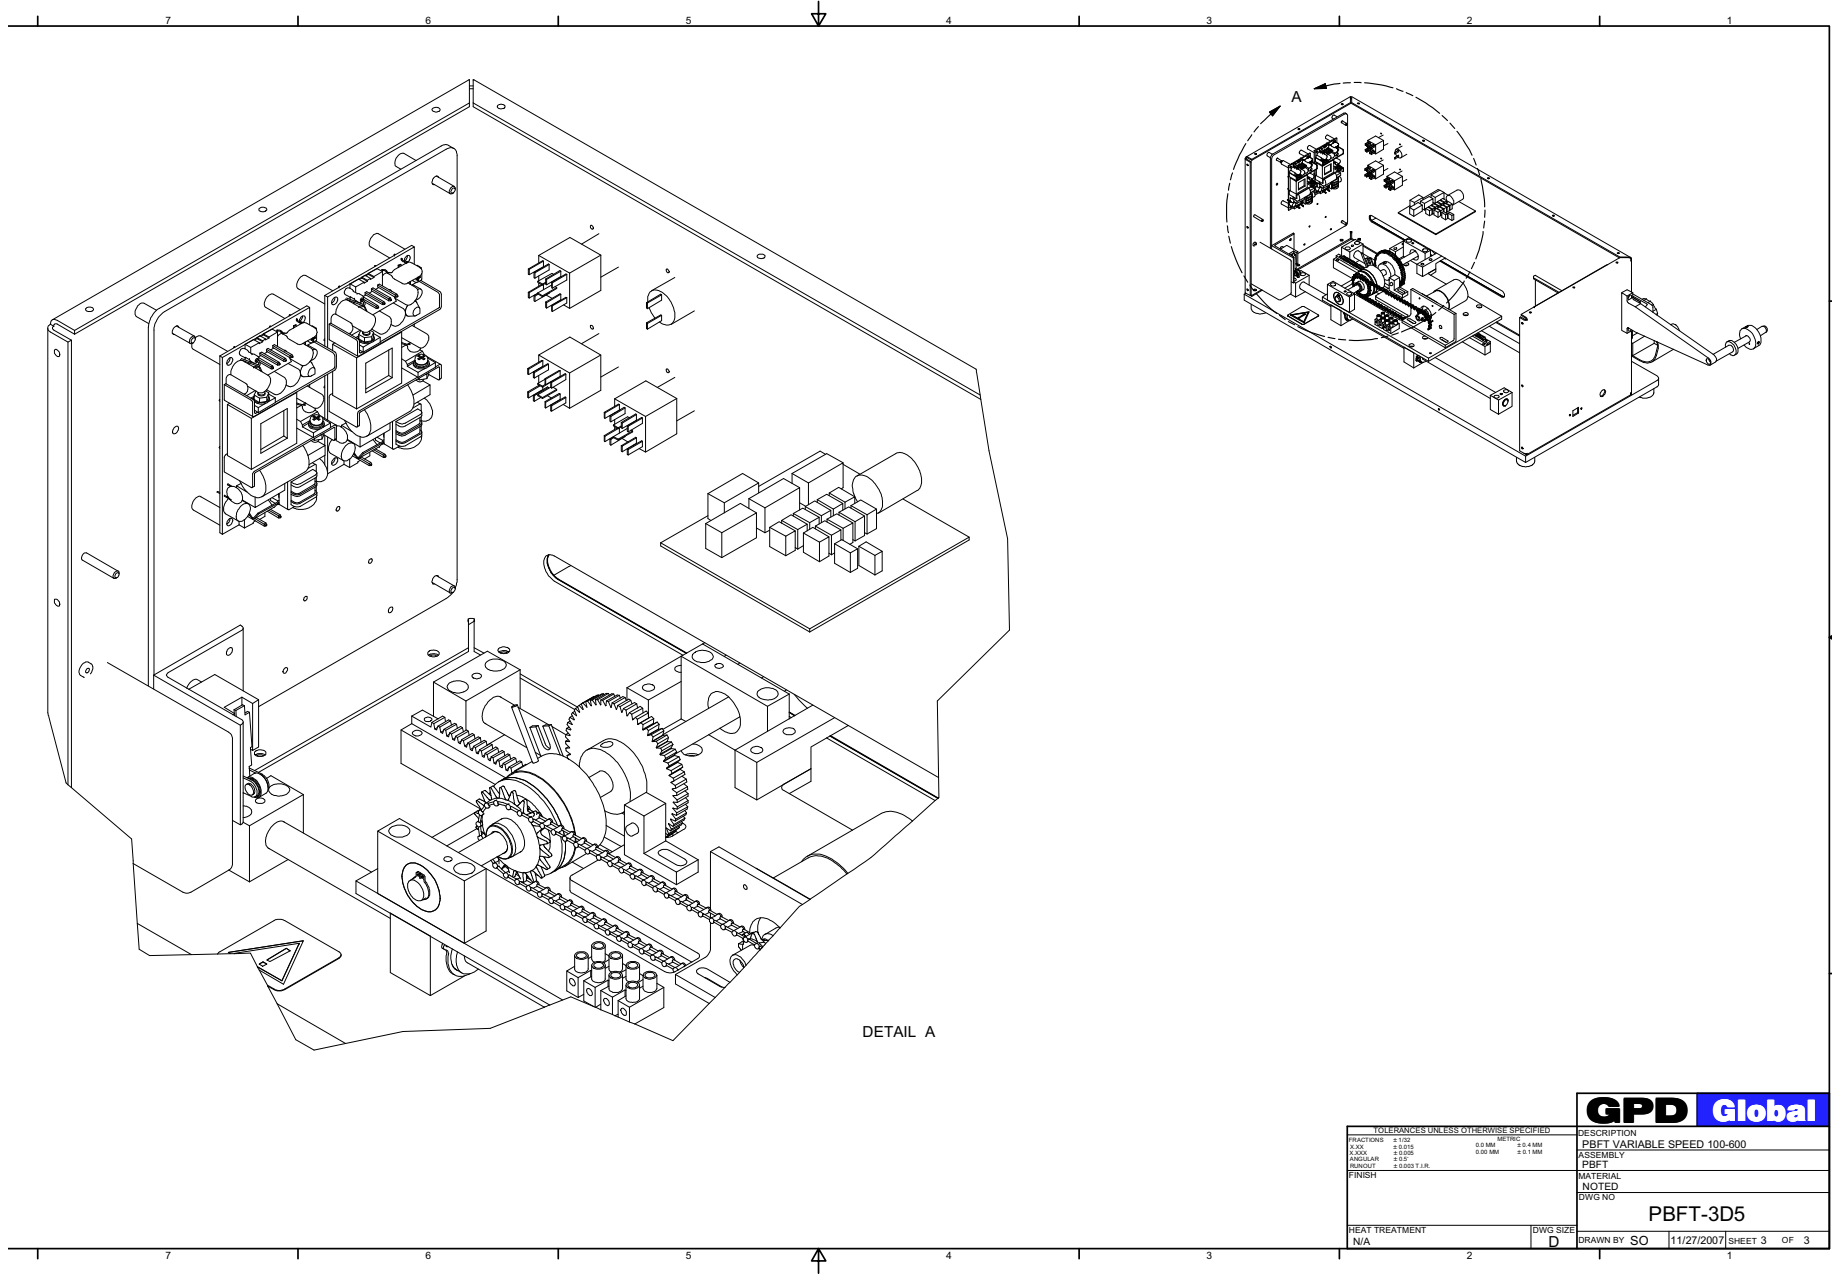 7 6 5 4 3 2 1
A
DETAIL A
GPD Global
TOLERANCES UNLESS OTHERWISE SPECIFIED
FRACTIONS ± 1/32 METRIC
X.XX ± 0.015 0.0 MM ± 0.4 MM
X.XXX ± 0.005 0.00 MM ± 0.1 MM
ANGULAR ± 0.5°
RUNOUT ± 0.003 T.I.R.
FINISH
HEAT TREATMENT
N/A
DWG SIZE
D
DESCRIPTION
PBFT VARIABLE SPEED 100-600
ASSEMBLY
PBFT
MATERIAL
NOTED
DWG NO
PBFT-3D5
DRAWN BY SO 11/27/2007 SHEET 3 OF 3
7 6 5 4 3 2 1